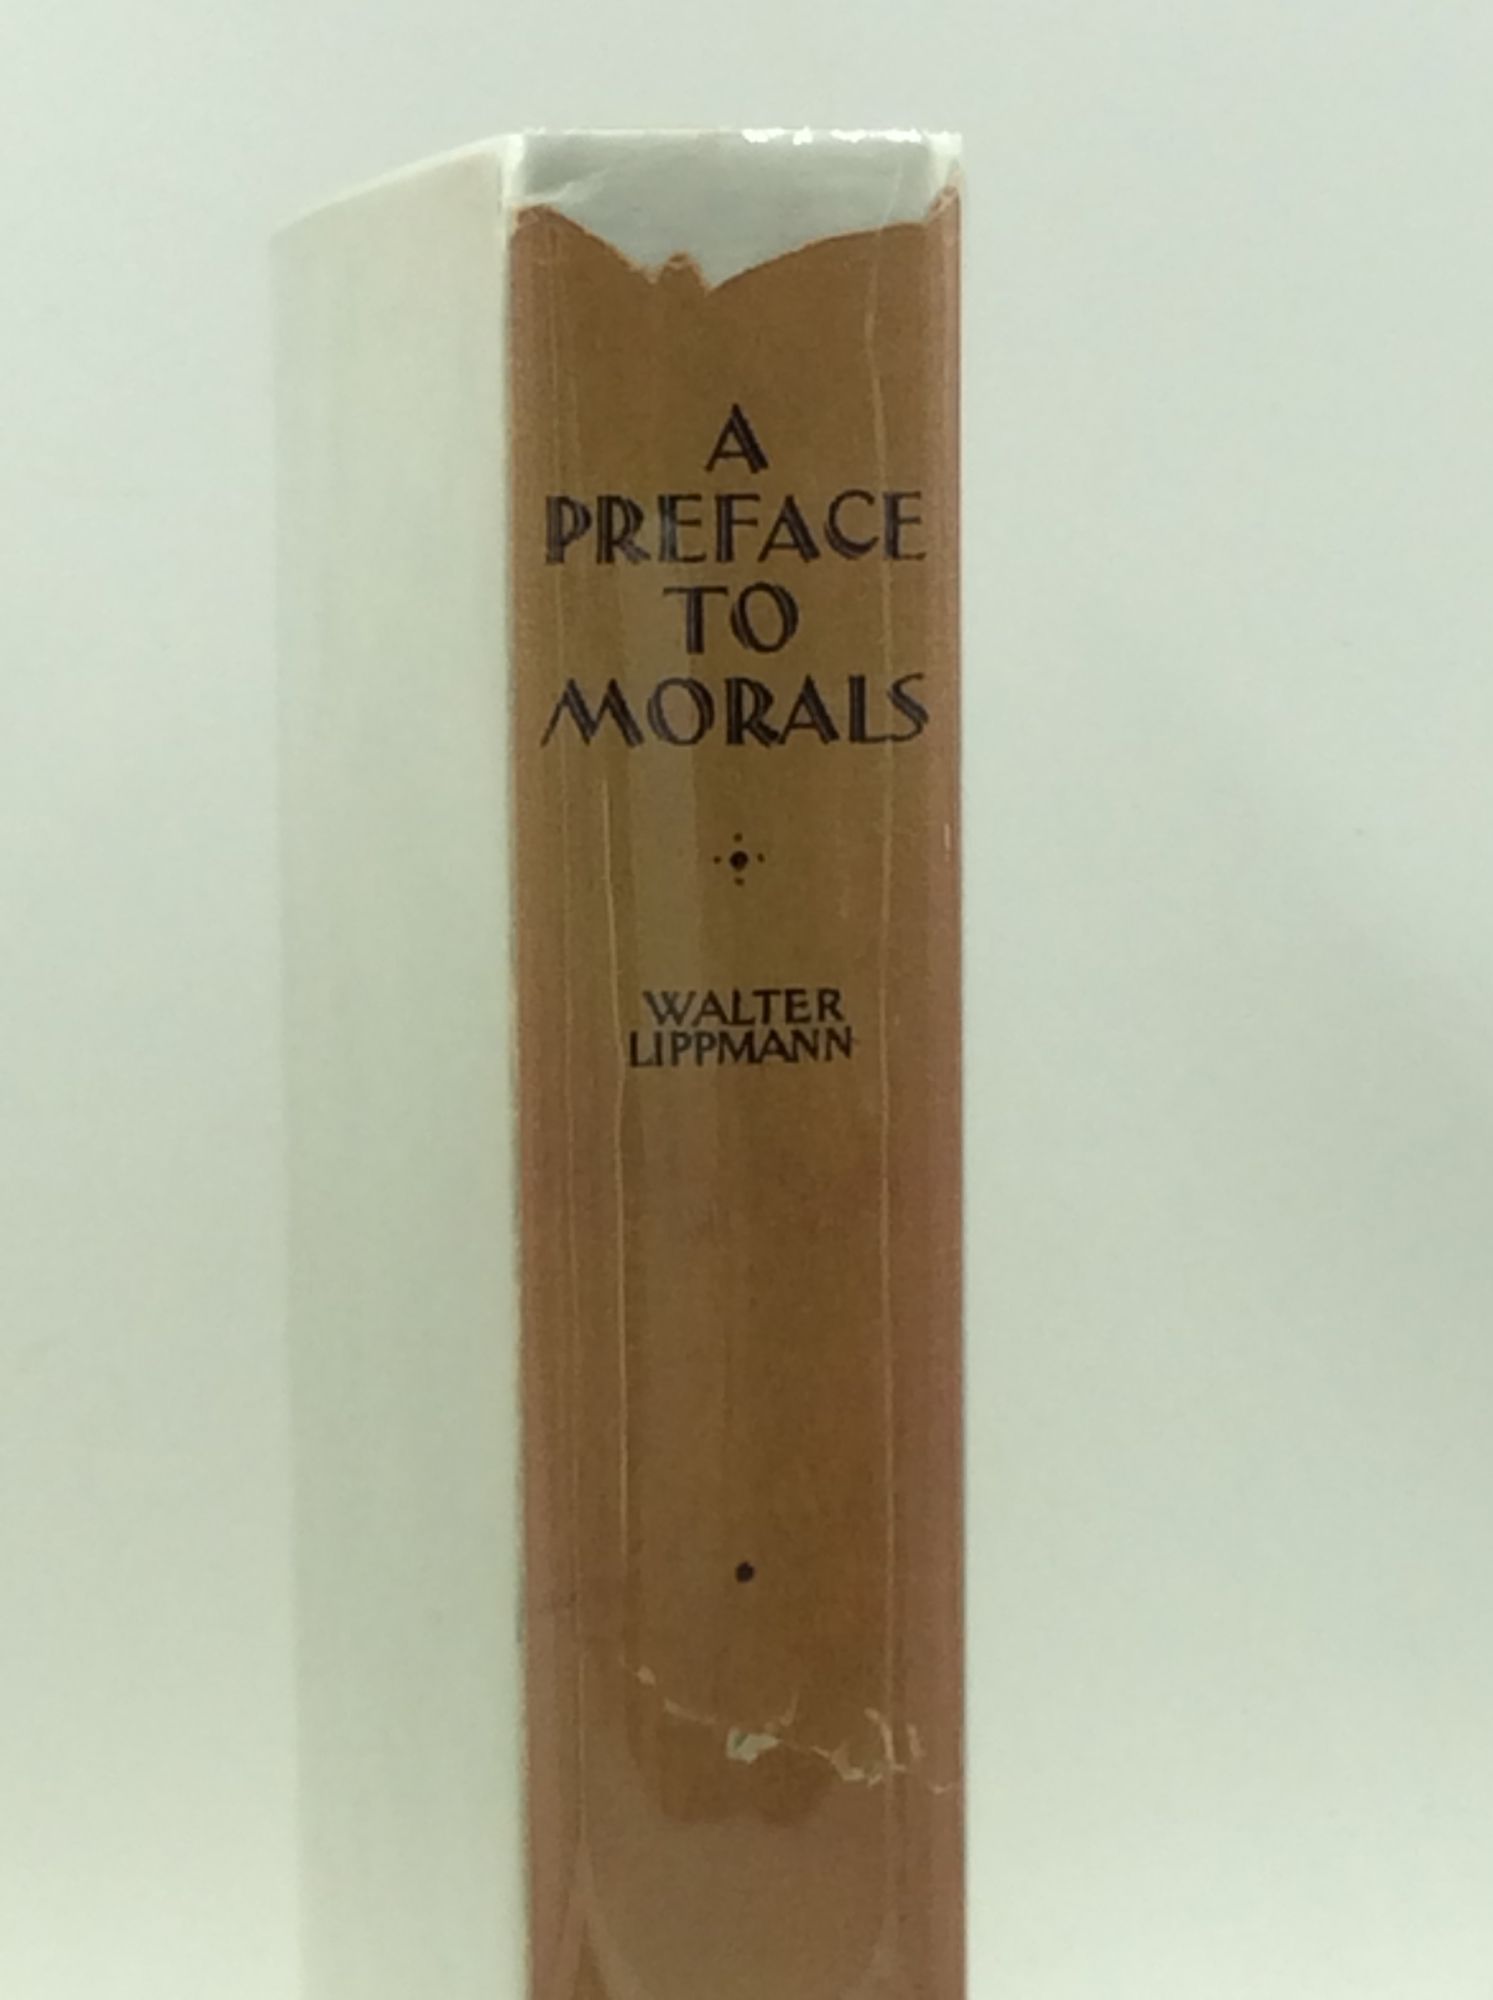 A
PREFACE
TO
MORALS
WALTER
LIPPMANN